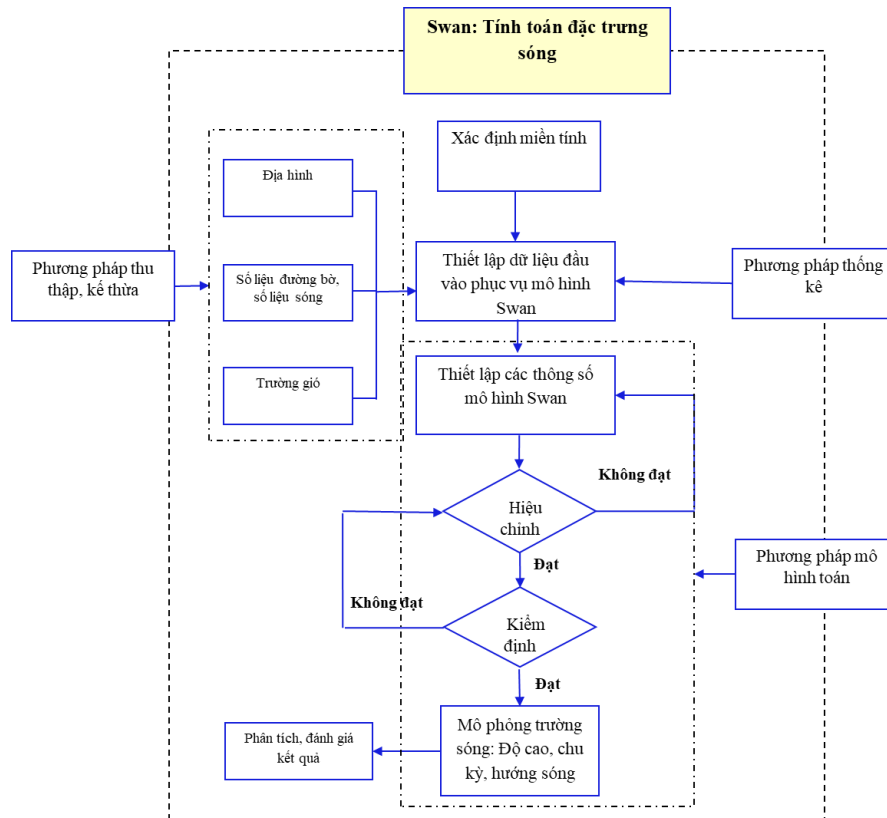 Swan: Tính toán đặc trưng
sóng
Xác định miền tính
Địa hình
Phương pháp thu
thập, kế thừa
Số liệu đường bờ,
số liệu sóng
Thiết lập dữ liệu đầu
vào phục vụ mô hình
Swan
Phương pháp thống
kê
Trường gió
Thiết lập các thông số
mô hình Swan
Không đạt
Hiệu
chỉnh
Đạt
Phương pháp mô
hình toán
Không đạt
Kiểm
định
Đạt
Mô phỏng trường
sóng: Độ cao, chu
kỳ, hướng sóng
Phân tích, đánh giá
kết quả